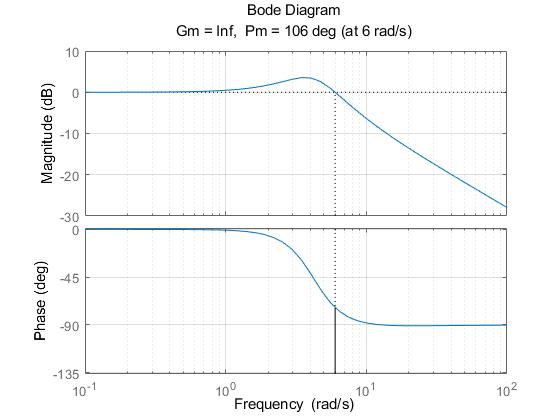 Bode Diagram
Gm = Inf, Pm = 106 deg (at 6 rad/s)
Magnitude (dB)
10
0
-10
-20
-30
Phase (deg)
0
-45
-90
-135
10^-1 10^0 10^1 10^2
Frequency (rad/s)